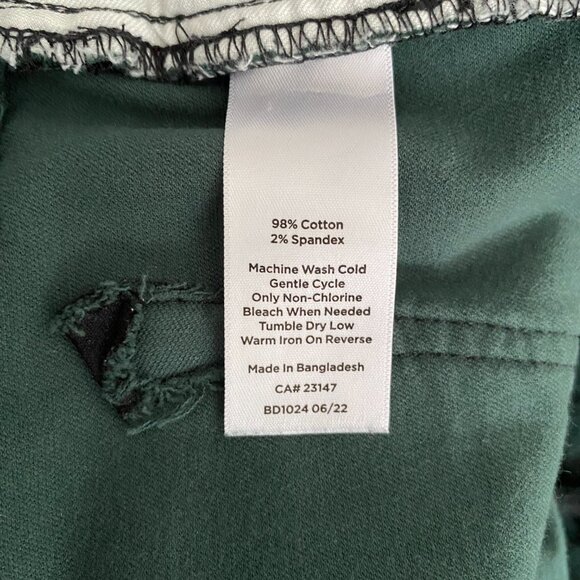 98% Cotton
2% Spandex
Machine Wash Cold
Gentle Cycle
Only Non-Chlorine
Bleach When Needed
Tumble Dry Low
Warm Iron On Reverse
Made In Bangladesh
CA# 23147
BD1024 06/22